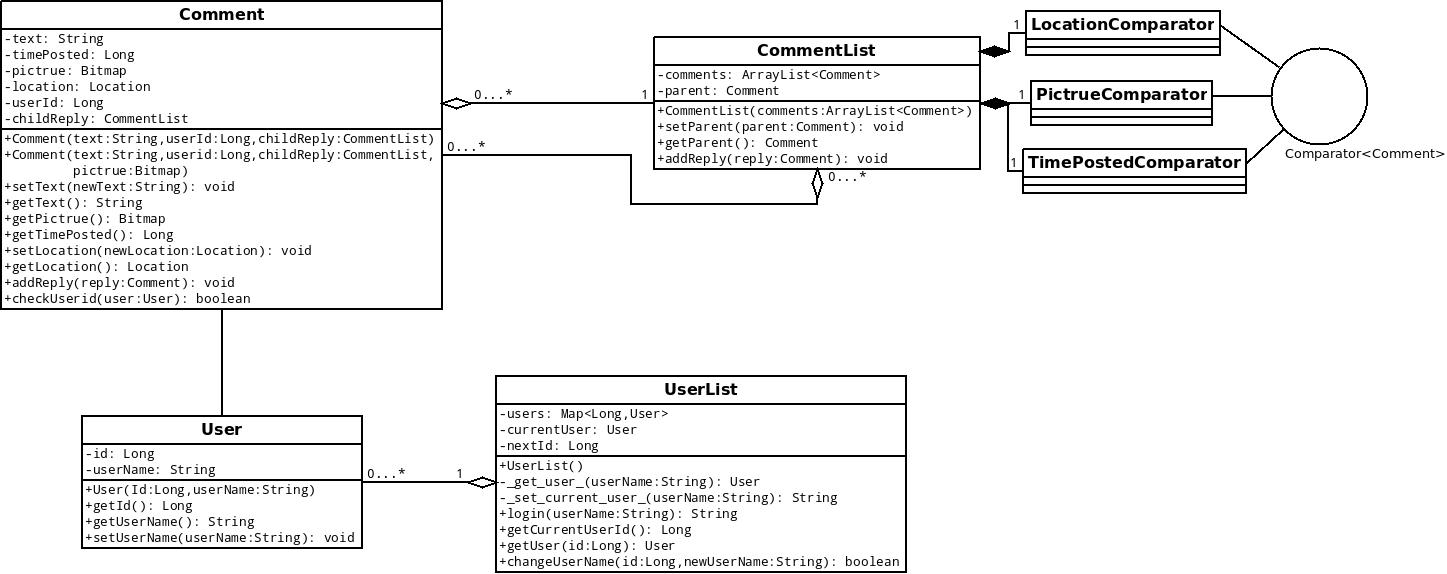 Comment
-text: String
-timePosted: Long
-pictrue: Bitmap
-location: Location
-userId: Long
-childReply: CommentList
+Comment(text:String,userId:Long,childReply:CommentList)
+Comment(text:String,userid:Long,childReply:CommentList,
pictrue:Bitmap)
+setText(newText:String): void
+getText(): String
+getPictrue(): Bitmap
+getTimePosted(): Long
+setLocation(newLocation:Location): void
+getLocation(): Location
+addReply(reply:Comment): void
+checkUserid(user:User): boolean
0...*
1
0...*
0...*
CommentList
-comments: ArrayList<Comment>
-parent: Comment
+CommentList(comments:ArrayList<Comment>)
+setParent(parent:Comment): void
+getParent(): Comment
+addReply(reply:Comment): void
1
LocationComparator
1
PictrueComparator
1
TimePostedComparator
Comparator<Comment>
User
-id: Long
-userName: String
+User(Id:Long,userName:String)
+getId(): Long
+getUserName(): String
+setUserName(userName:String): void
0...*
1
UserList
-users: Map<Long,User>
-currentUser: User
-nextId: Long
+UserList()
-_get_user_(userName:String): User
-_set_current_user_(userName:String): String
+login(userName:String): String
+getCurrentUserId(): Long
+getUser(id:Long): User
+changeUserName(id:Long,newUserName:String): boolean